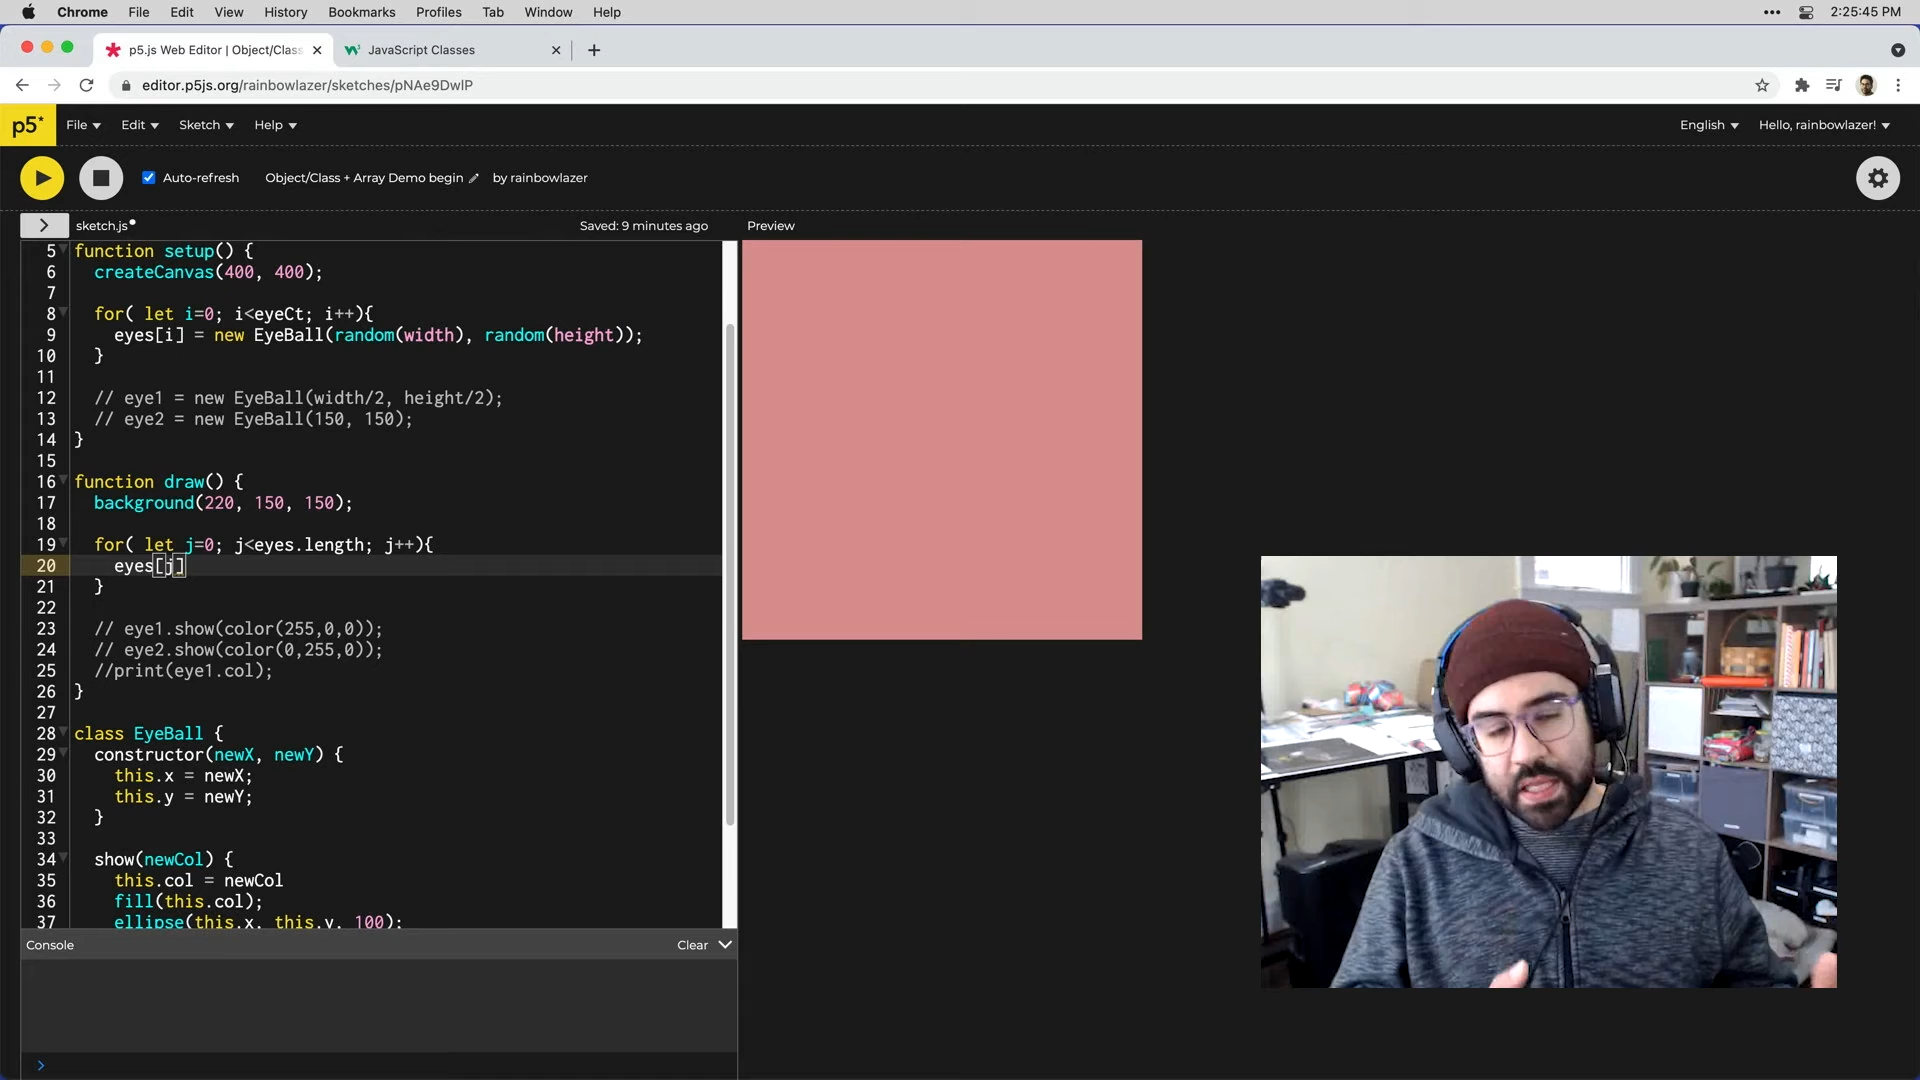 Chrome File Edit View History Bookmarks Profiles Tab Window Help 2:25:45 PM
p5.js Web Editor | Object/Class JavaScript Classes
editor.p5js.org/rainbowlazer/sketches/pNAe9DwlP
p5* File Edit Sketch Help English Hello, rainbowlazer!
Auto-refresh Object/Class + Array Demo begin by rainbowlazer
sketch.js Saved: 9 minutes ago Preview
5 function setup() {
6 createCanvas(400, 400);
7
8 for( let i=0; i<eyeCt; i++){
9 eyes[i] = new EyeBall(random(width), random(height));
10 }
11
12 // eye1 = new EyeBall(width/2, height/2);
13 // eye2 = new EyeBall(150, 150);
14 }
15
16 function draw() {
17 background(220, 150, 150);
18
19 for( let j=0; j<eyes.length; j++){
20 eyes[j]
21 }
22
23 // eye1.show(color(255,0,0));
24 // eye2.show(color(0,255,0));
25 //print(eye1.col);
26 }
27
28 class EyeBall {
29 constructor(newX, newY) {
30 this.x = newX;
31 this.y = newY;
32 }
33
34 show(newCol) {
35 this.col = newCol
36 fill(this.col);
37 ellipse(this.x, this.y, 100);
Console Clear
>